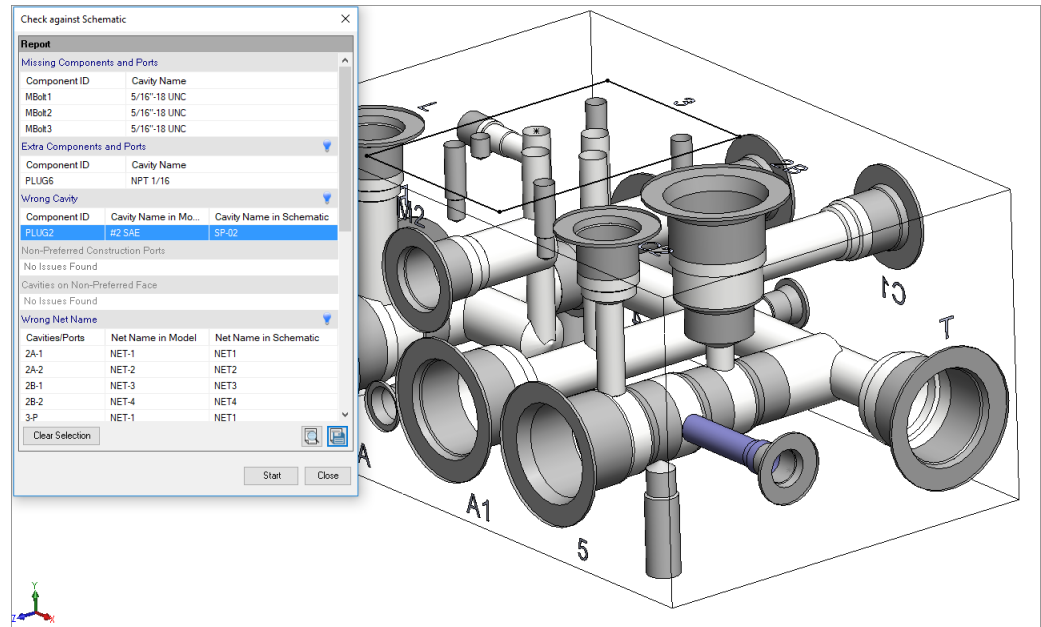 Check against Schematic
Report
Missing Components and Ports
Component ID Cavity Name
MBolt1 5/16"-18 UNC
MBolt2 5/16"-18 UNC
MBolt3 5/16"-18 UNC
Extra Components and Ports
Component ID Cavity Name
PLUG6 NPT 1/16
Wrong Cavity
Component ID Cavity Name in Mo... Cavity Name in Schematic
PLUG2 #2 SAE SP-02
Non-Preferred Construction Ports
No Issues Found
Cavities on Non-Preferred Face
No Issues Found
Wrong Net Name
Cavities/Ports Net Name in Model Net Name in Schematic
2A-1 NET-1 NET1
2A-2 NET-2 NET2
2B-1 NET-3 NET3
2B-2 NET-4 NET4
3-P NET-1 NET1
Clear Selection
Start Close
3
M2
C1
T
A
A1
5
Y
Z X